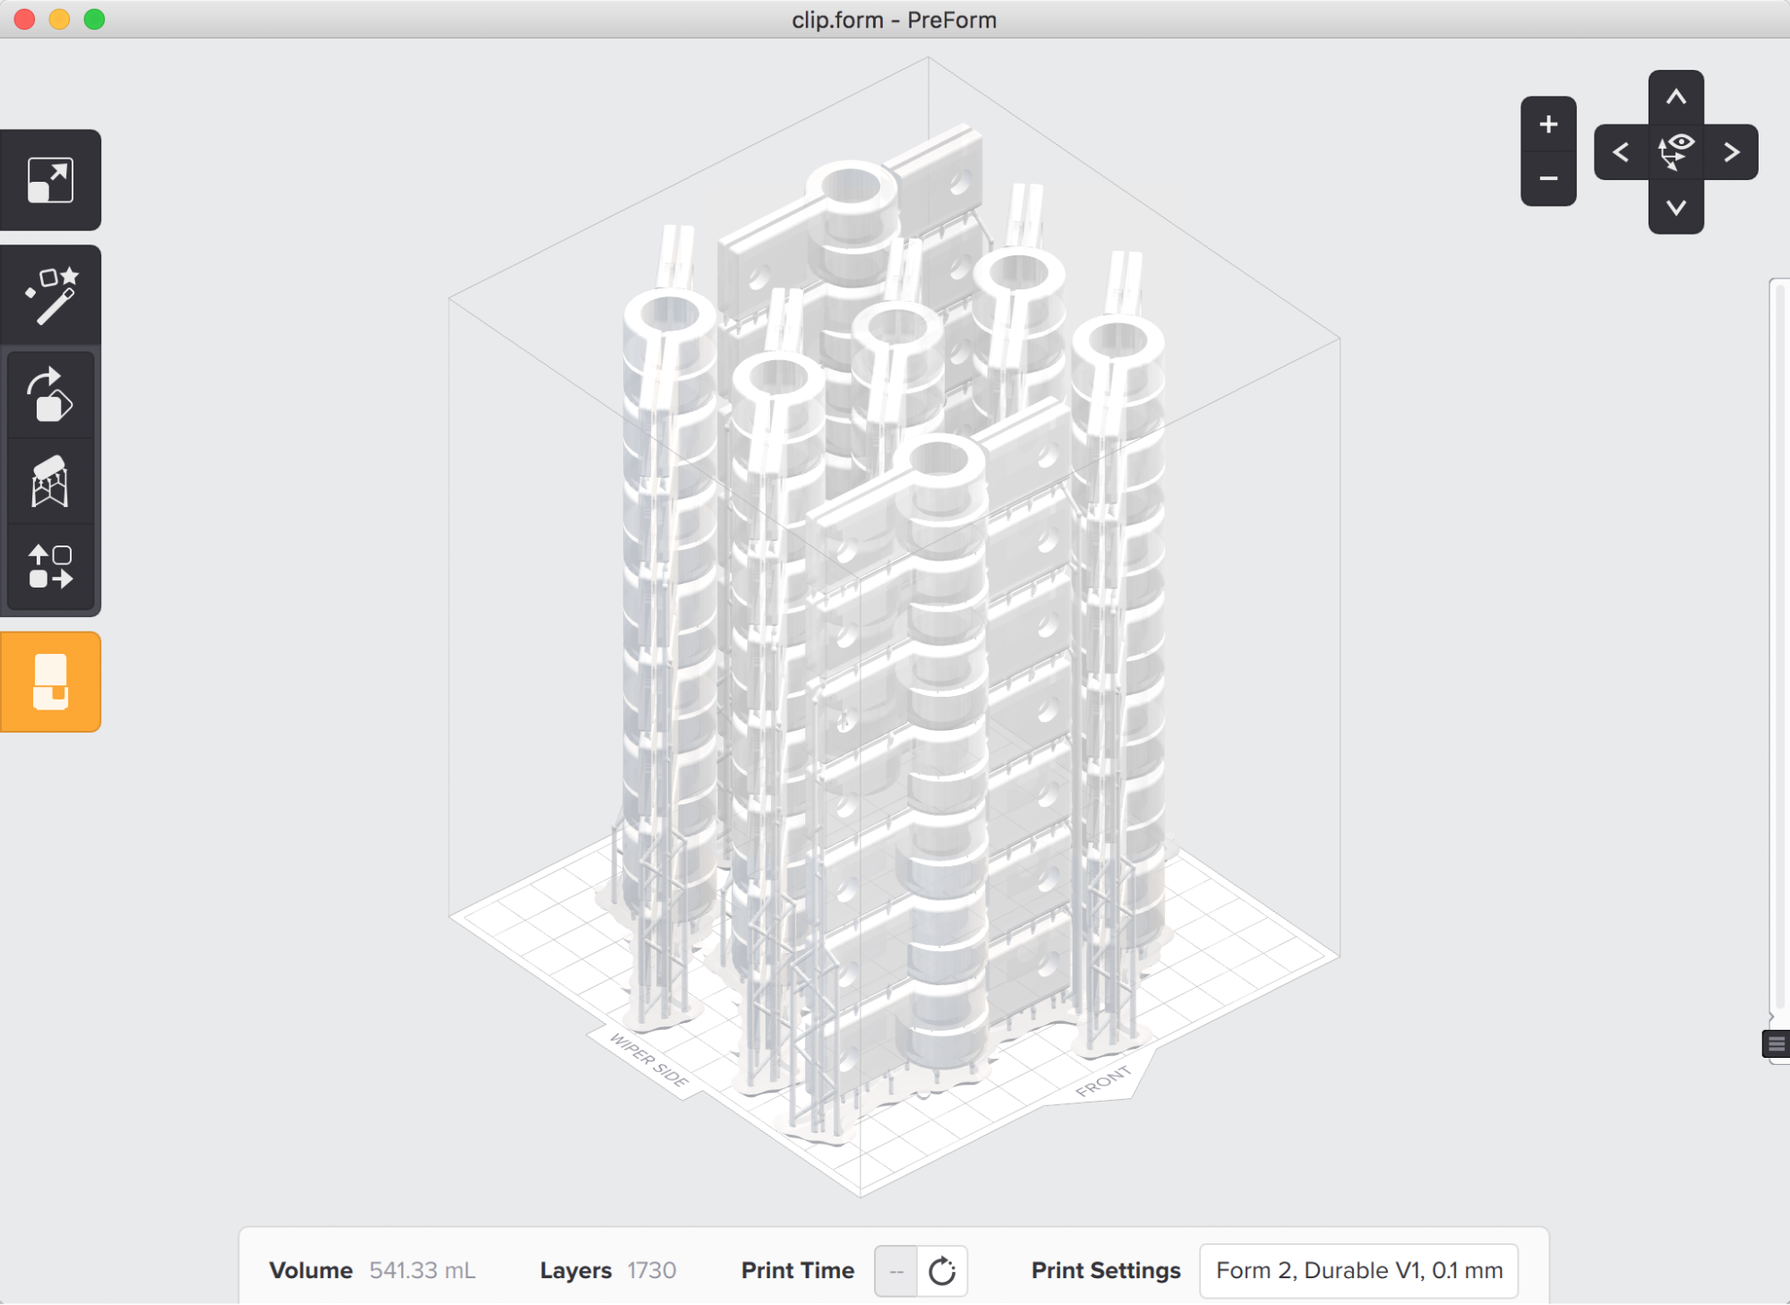 clip.form - PreForm
WIPER SIDE
FRONT
Volume 541.33 mL Layers 1730 Print Time -- Print Settings Form 2, Durable V1, 0.1 mm